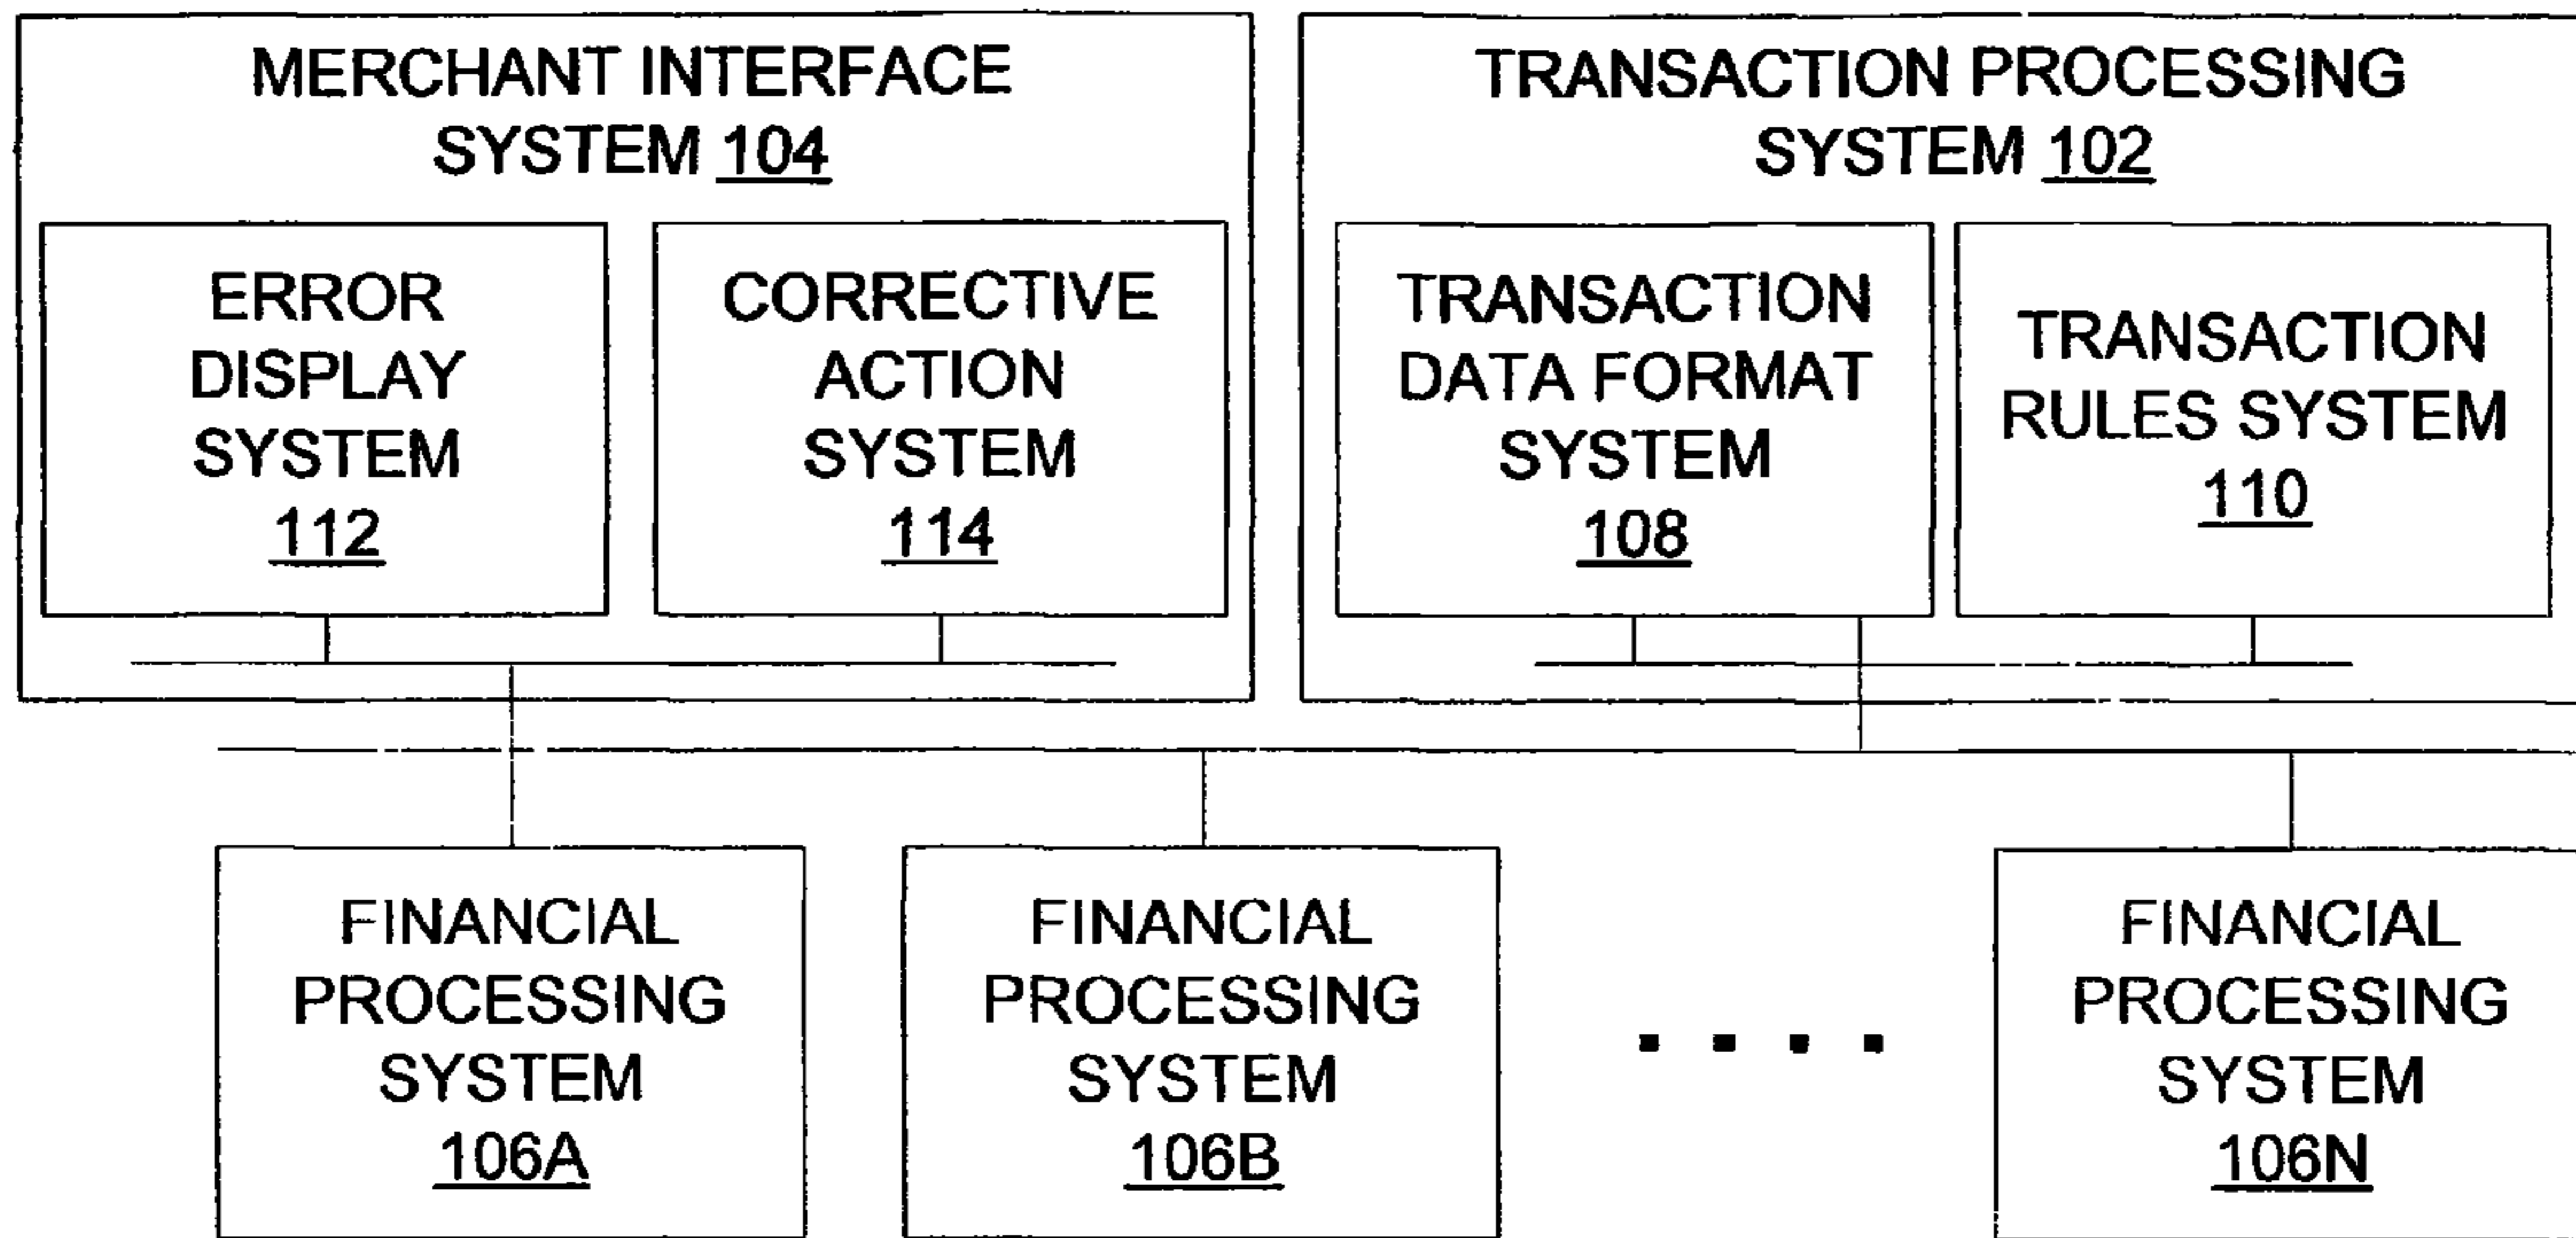 MERCHANT INTERFACE
SYSTEM 104
TRANSACTION PROCESSING
SYSTEM 102
ERROR
DISPLAY
SYSTEM
112
CORRECTIVE
ACTION
SYSTEM
114
TRANSACTION
DATA FORMAT
SYSTEM
108
TRANSACTION
RULES SYSTEM
110
FINANCIAL
PROCESSING
SYSTEM
106A
FINANCIAL
PROCESSING
SYSTEM
106B
FINANCIAL
PROCESSING
SYSTEM
106N